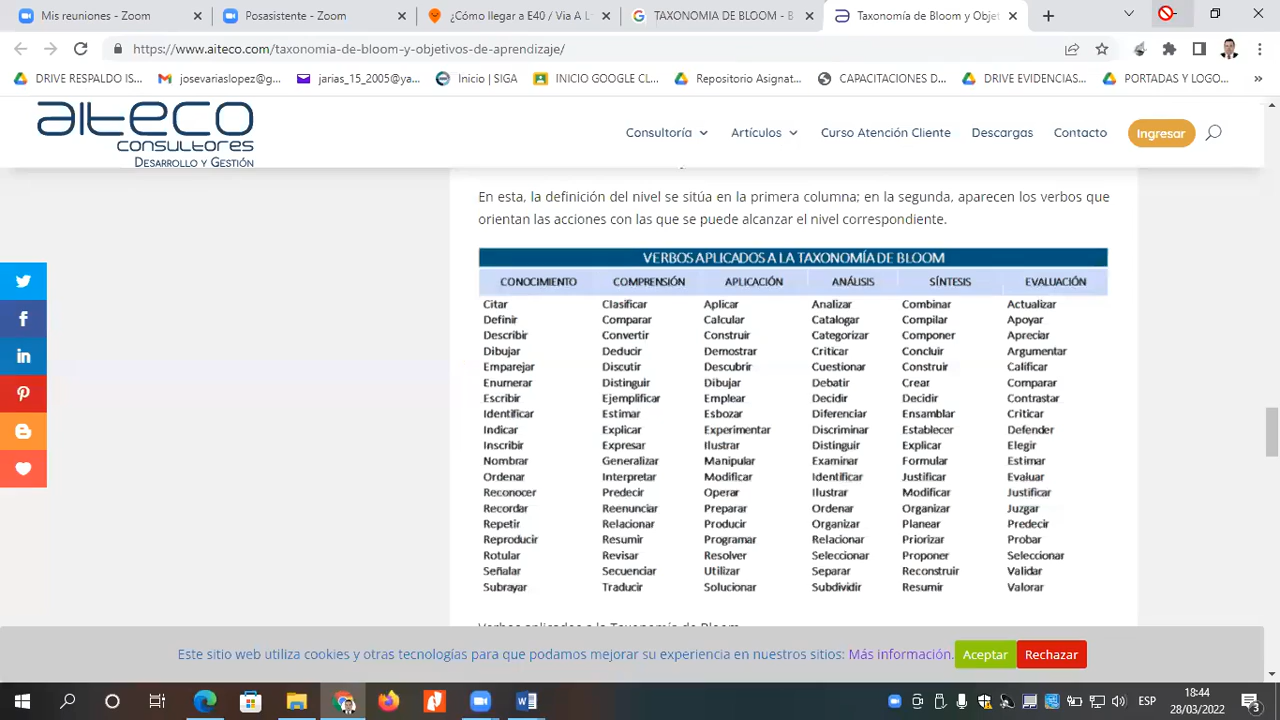 Mis reuniones - Zoom
Posasistente - Zoom
¿Cómo llegar a E40 / Via A L
TAXONOMIA DE BLOOM - B
Taxonomía de Bloom y Objet
https://www.aiteco.com/taxonomia-de-bloom-y-objetivos-de-aprendizaje/
DRIVE RESPALDO IS...
josevariaslopez@g...
jarias_15_2005@ya...
Inicio | SIGA
INICIO GOOGLE CL...
Repositorio Asignat...
CAPACITACIONES D...
DRIVE EVIDENCIAS...
PORTADAS Y LOGO...
aiteco
CONSULTORES
DESARROLLO Y GESTIÓN
Consultoría
Artículos
Curso Atención Cliente
Descargas
Contacto
Ingresar
En esta, la definición del nivel se sitúa en la primera columna; en la segunda, aparecen los verbos que
orientan las acciones con las que se puede alcanzar el nivel correspondiente.
VERBOS APLICADOS A LA TAXONOMÍA DE BLOOM
CONOCIMIENTO COMPRENSIÓN APLICACIÓN ANÁLISIS SÍNTESIS EVALUACIÓN
Citar Clasificar Aplicar Analizar Combinar Actualizar
Definir Comparar Calcular Catalogar Compilar Apoyar
Describir Convertir Construir Categorizar Componer Apreciar
Dibujar Deducir Demostrar Criticar Concluir Argumentar
Emparejar Discutir Descubrir Cuestionar Construir Calificar
Enumerar Distinguir Dibujar Debatir Crear Comparar
Escribir Ejemplificar Emplear Decidir Decidir Contrastar
Identificar Estimar Esbozar Diferenciar Ensamblar Criticar
Indicar Explicar Experimentar Discriminar Establecer Defender
Inscribir Expresar Ilustrar Distinguir Explicar Elegir
Nombrar Generalizar Manipular Examinar Formular Estimar
Ordenar Interpretar Modificar Identificar Justificar Evaluar
Reconocer Predecir Operar Ilustrar Modificar Justificar
Recordar Reenunciar Preparar Ordenar Organizar Juzgar
Repetir Relacionar Producir Organizar Planear Predecir
Reproducir Resumir Programar Relacionar Priorizar Probar
Rotular Revisar Resolver Seleccionar Proponer Seleccionar
Señalar Secuenciar Utilizar Separar Reconstruir Validar
Subrayar Traducir Solucionar Subdividir Resumir Valorar
Verbos aplicados a la Taxonomía de Bloom
Este sitio web utiliza cookies y otras tecnologías para que podamos mejorar su experiencia en nuestros sitios: Más información.
Aceptar
Rechazar
ESP
18:44
28/03/2022
3